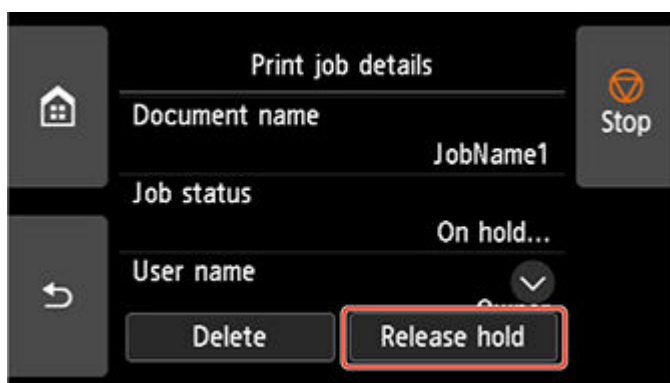 Print job details
Stop
Document name
JobName1
Job status
On hold...
User name
Delete
Release hold